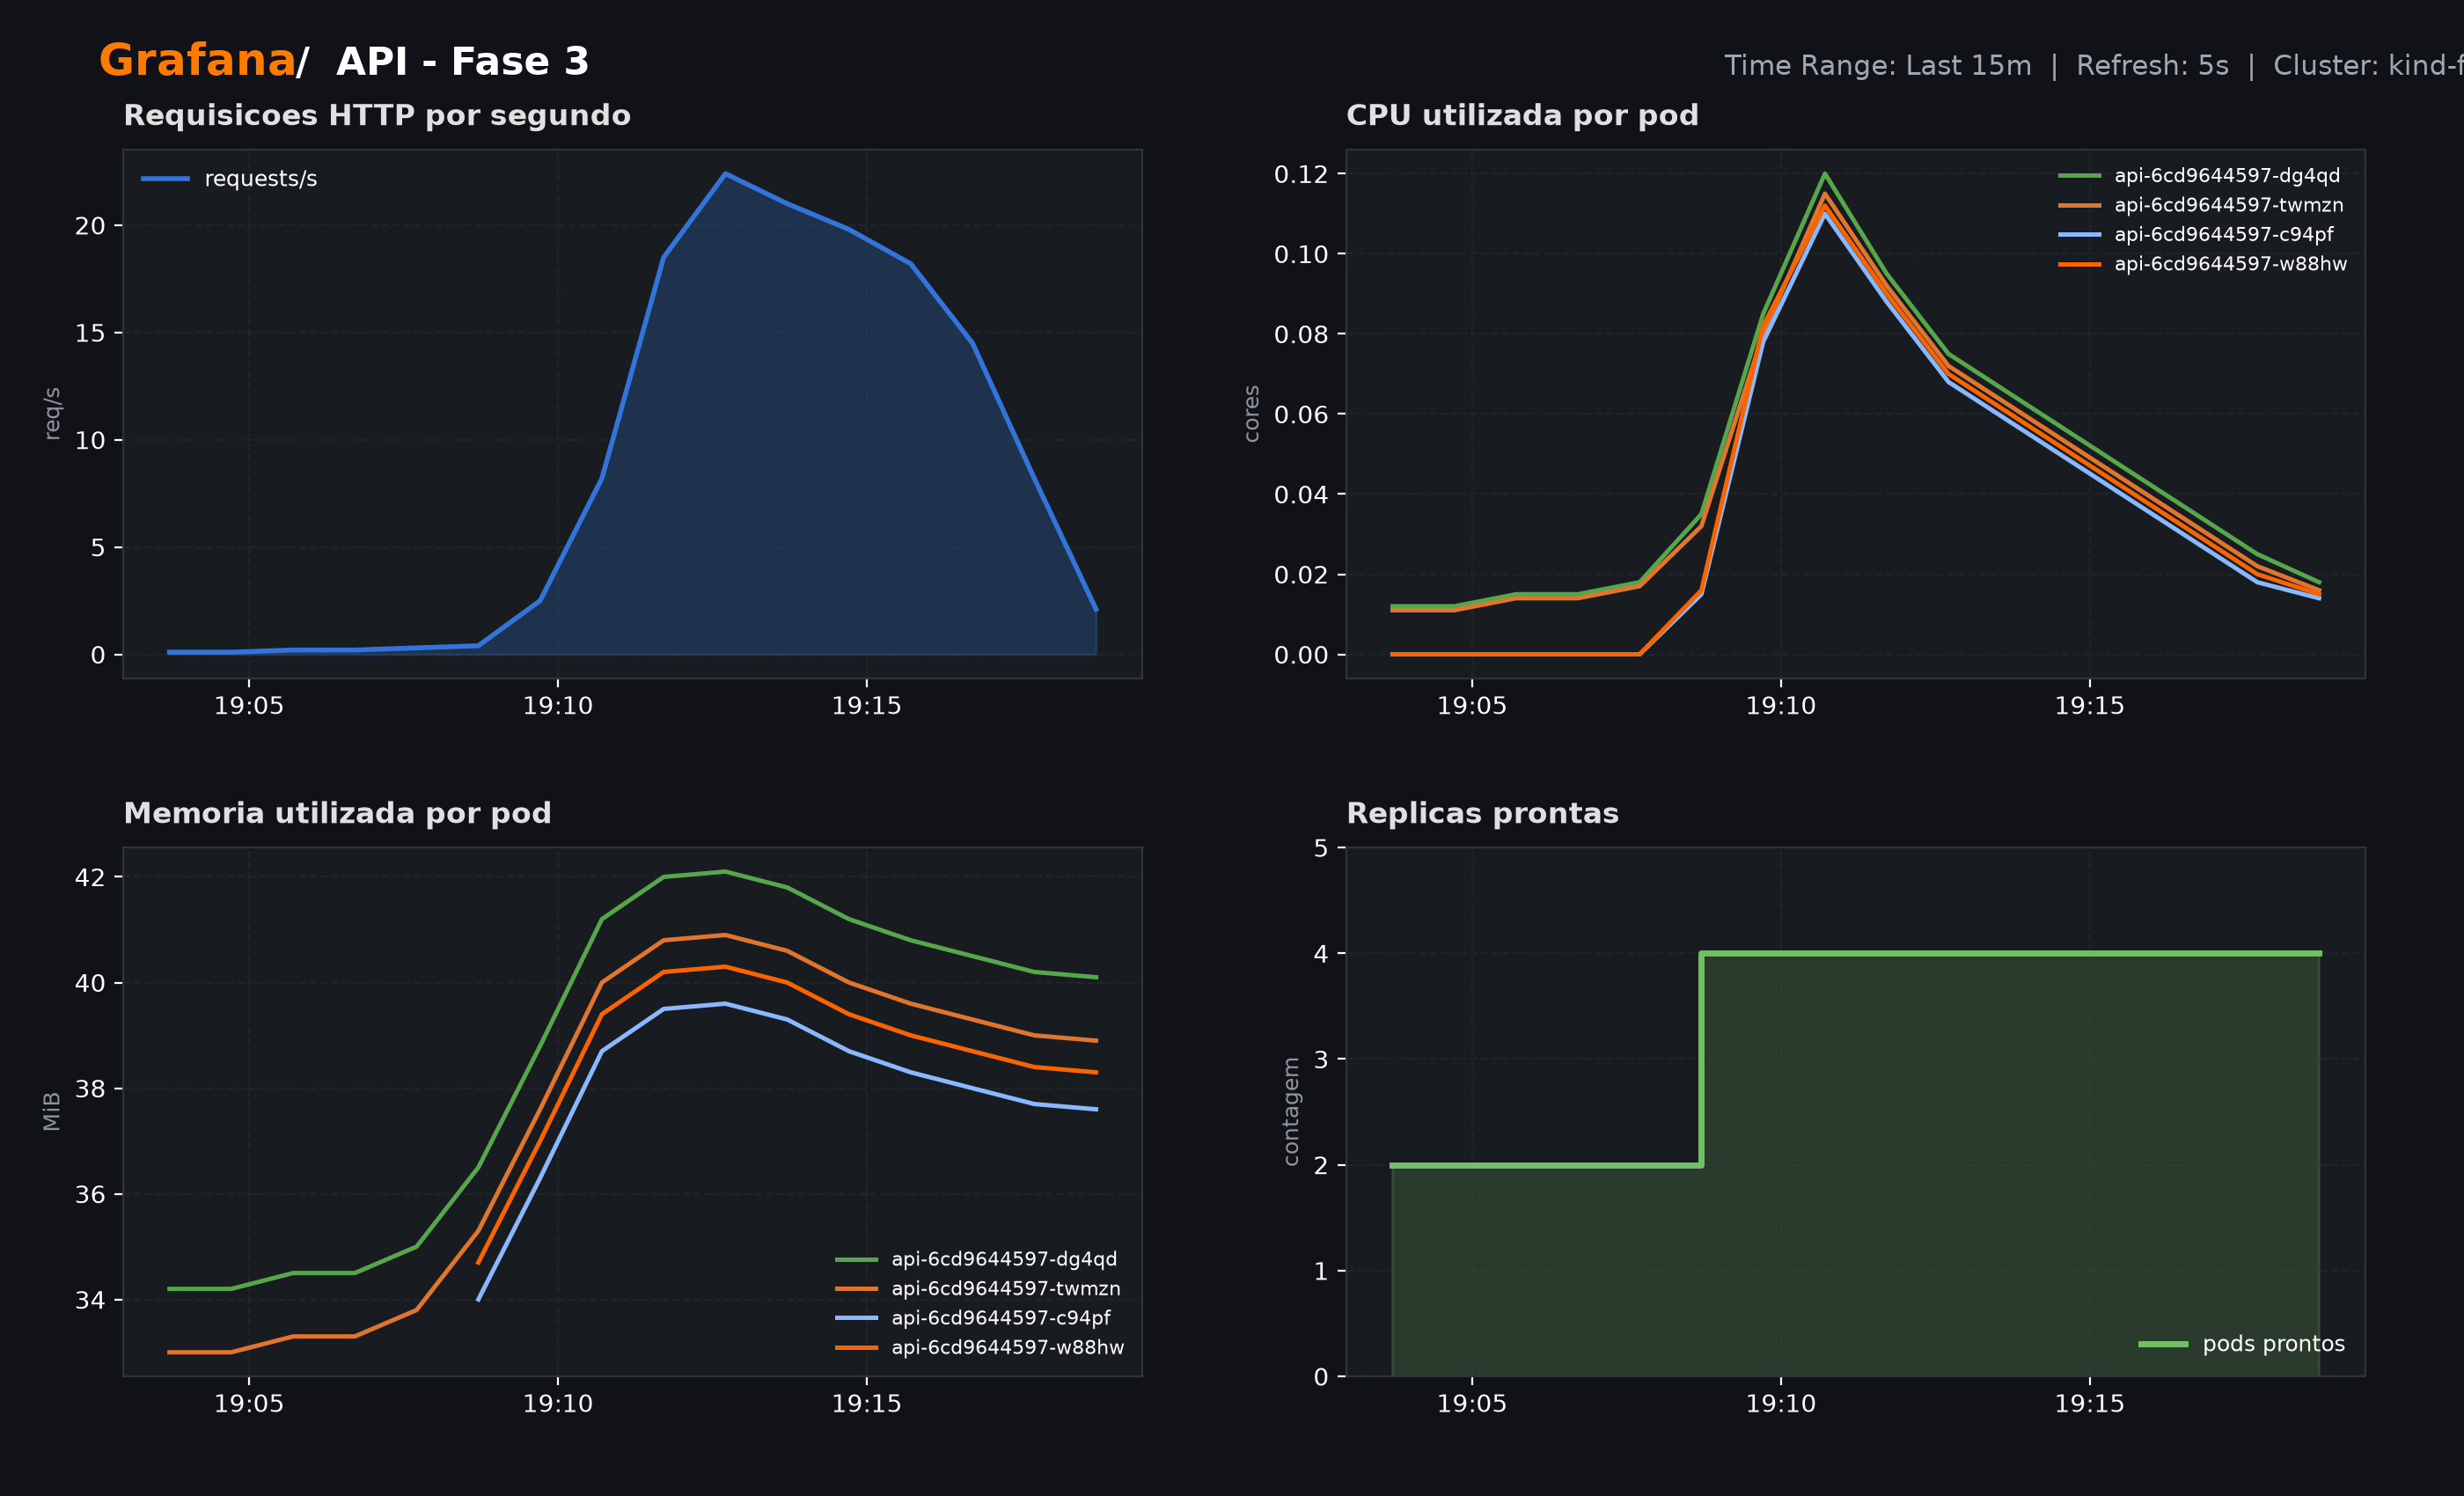 Grafana/ API - Fase 3
Time Range: Last 15m | Refresh: 5s | Cluster: kind-f
Requisicoes HTTP por segundo
requests/s
req/s
20
15
10
5
0
19:05 19:10 19:15
CPU utilizada por pod
api-6cd9644597-dg4qd
api-6cd9644597-twmzn
api-6cd9644597-c94pf
api-6cd9644597-w88hw
cores
0.12
0.10
0.08
0.06
0.04
0.02
0.00
19:05 19:10 19:15
Memoria utilizada por pod
MiB
42
40
38
36
34
api-6cd9644597-dg4qd
api-6cd9644597-twmzn
api-6cd9644597-c94pf
api-6cd9644597-w88hw
19:05 19:10 19:15
Replicas prontas
contagem
5
4
3
2
1
0
pods prontos
19:05 19:10 19:15